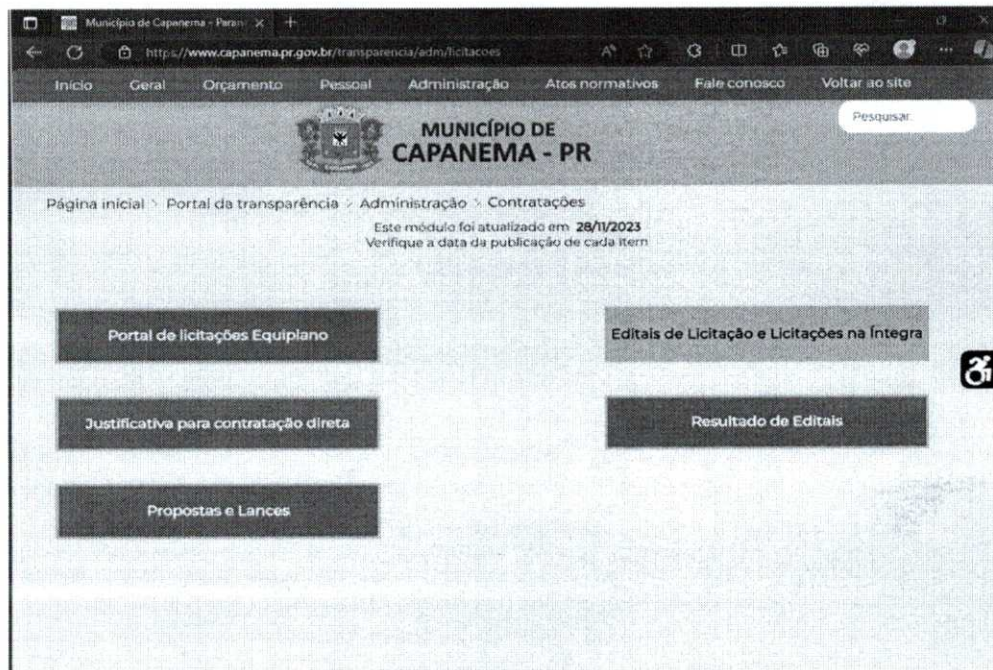 Município de Capanema - Paran
https://www.capanema.pr.gov.br/transparencia/adm/licitacoes
Início Geral Orçamento Pessoal Administração Atos normativos Fale conosco Voltar ao site
Pesquisar:
MUNICÍPIO DE
CAPANEMA - PR
Página inicial > Portal da transparência > Administração > Contratações
Este módulo foi atualizado em 28/11/2023
Verifique a data da publicação de cada item
Portal de licitações Equiplano
Editais de Licitação e Licitações na Íntegra
Justificativa para contratação direta
Resultado de Editais
Propostas e Lances